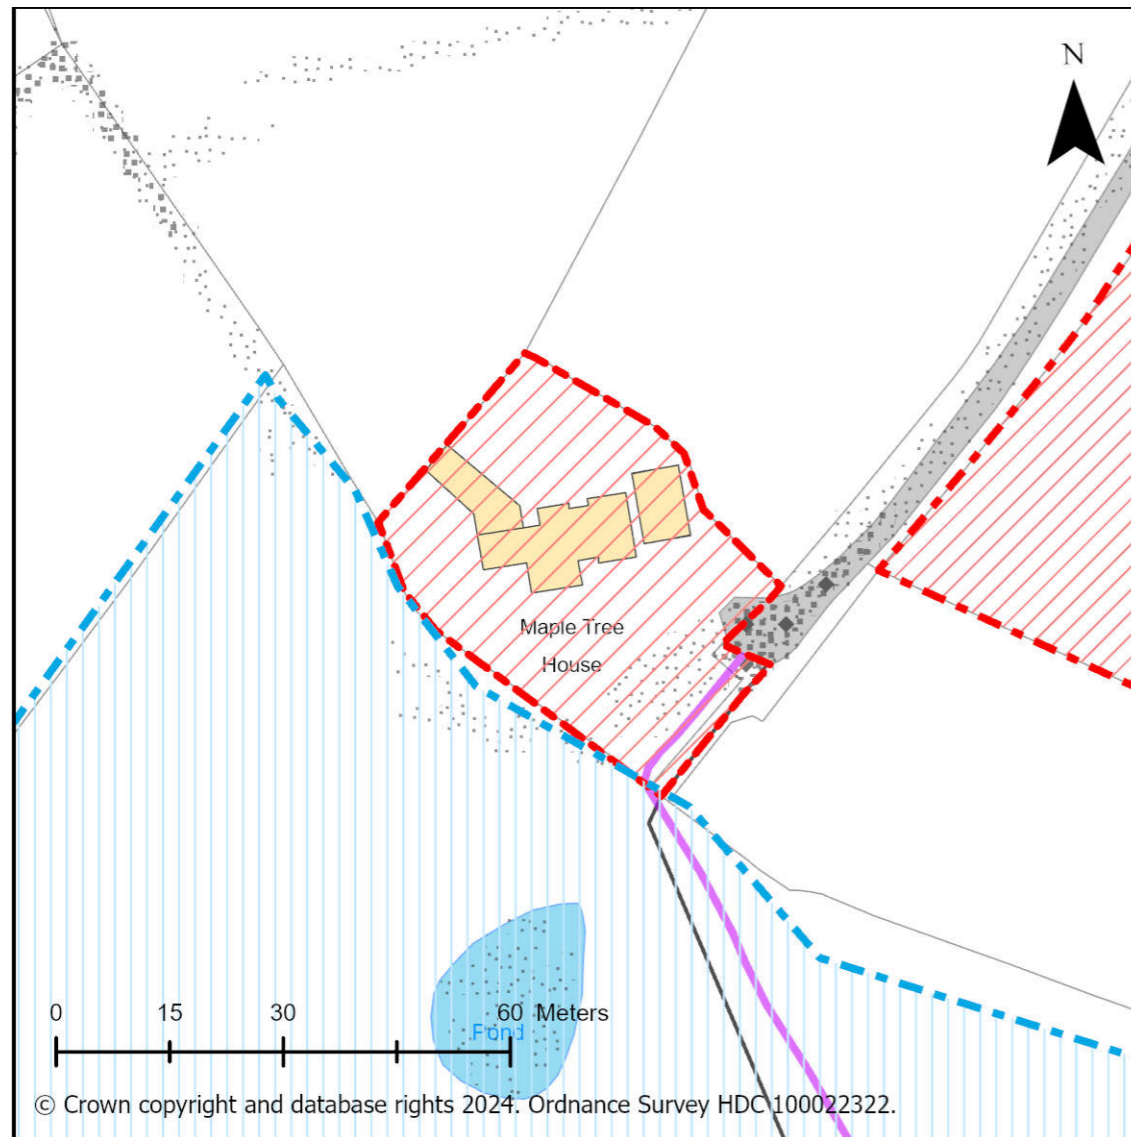 N
Maple Tree
House
0 15 30 60 Meters
Pond
© Crown copyright and database rights 2024. Ordnance Survey HDC 100022322.